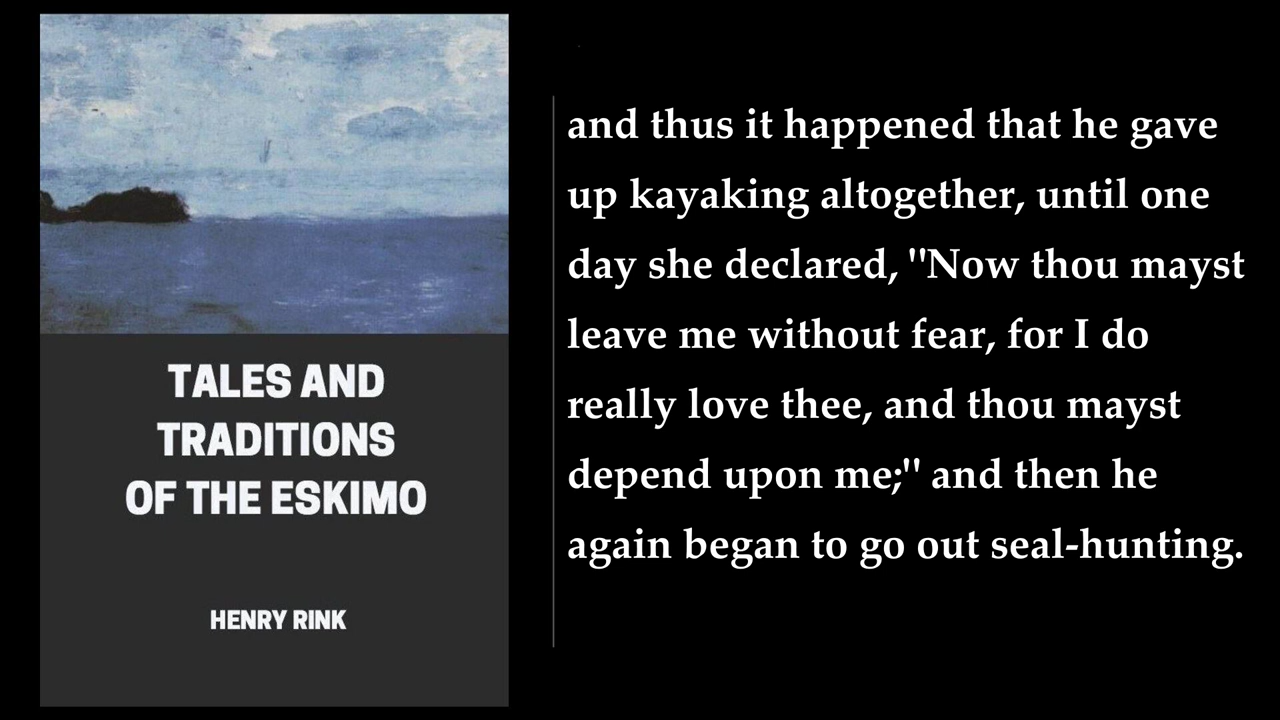 TALES AND
TRADITIONS
OF THE ESKIMO
HENRY RINK
and thus it happened that he gave
up kayaking altogether, until one
day she declared, "Now thou mayst
leave me without fear, for I do
really love thee, and thou mayst
depend upon me;" and then he
again began to go out seal-hunting.